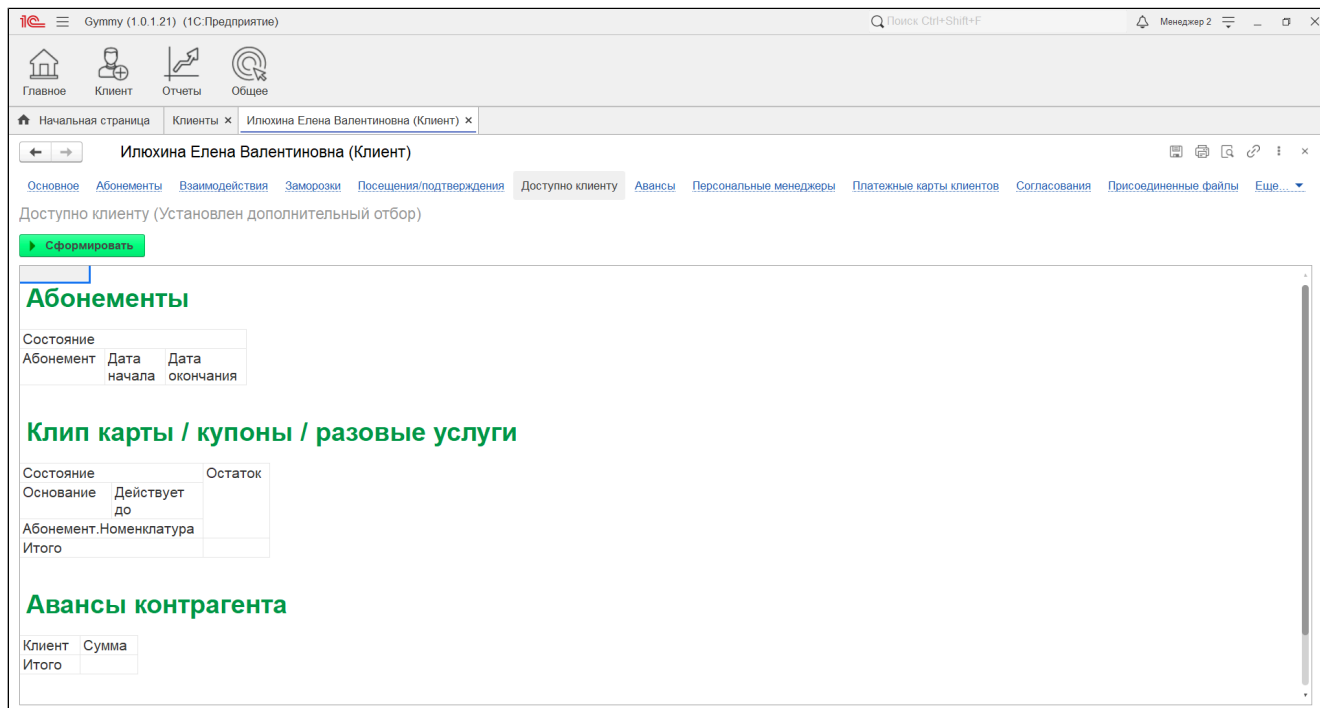 Gymmy (1.0.1.21) (1С:Предприятие) Поиск Ctrl+Shift+F Менеджер 2
Главное Клиент Отчеты Общее
Начальная страница Клиенты × Илюхина Елена Валентиновна (Клиент) ×
Илюхина Елена Валентиновна (Клиент)
Основное Абонементы Взаимодействия Заморозки Посещения/подтверждения Доступно клиенту Авансы Персональные менеджеры Платежные карты клиентов Согласования Присоединенные файлы Еще...
Доступно клиенту (Установлен дополнительный отбор)
Сформировать
Абонементы
Состояние
Абонемент Дата Дата
начала окончания
Клип карты / купоны / разовые услуги
Состояние Остаток
Основание Действует
до
Абонемент.Номенклатура
Итого
Авансы контрагента
Клиент Сумма
Итого